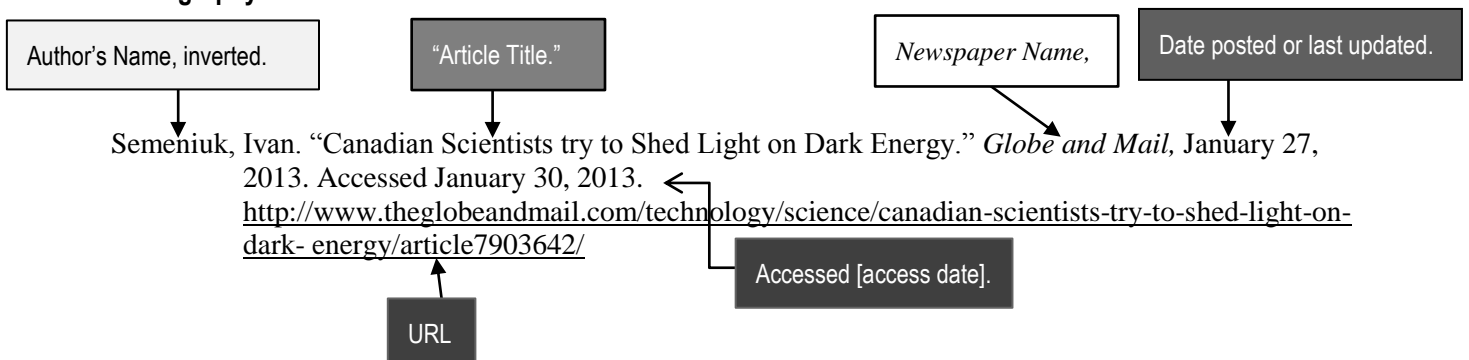 Author’s Name, inverted.
“Article Title.”
Newspaper Name,
Date posted or last updated.
Semeniuk, Ivan. “Canadian Scientists try to Shed Light on Dark Energy.” Globe and Mail, January 27,
2013. Accessed January 30, 2013.
http://www.theglobeandmail.com/technology/science/canadian-scientists-try-to-shed-light-on-
dark- energy/article7903642/
Accessed [access date].
URL